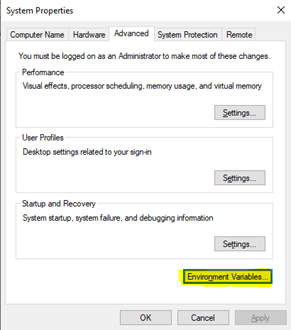 System Properties
Computer Name Hardware Advanced System Protection Remote
You must be logged on as an Administrator to make most of these changes.
Performance
Visual effects, processor scheduling, memory usage, and virtual memory
Settings...
User Profiles
Desktop settings related to your sign-in
Settings...
Startup and Recovery
System startup, system failure, and debugging information
Settings...
Environment Variables...
OK Cancel Apply